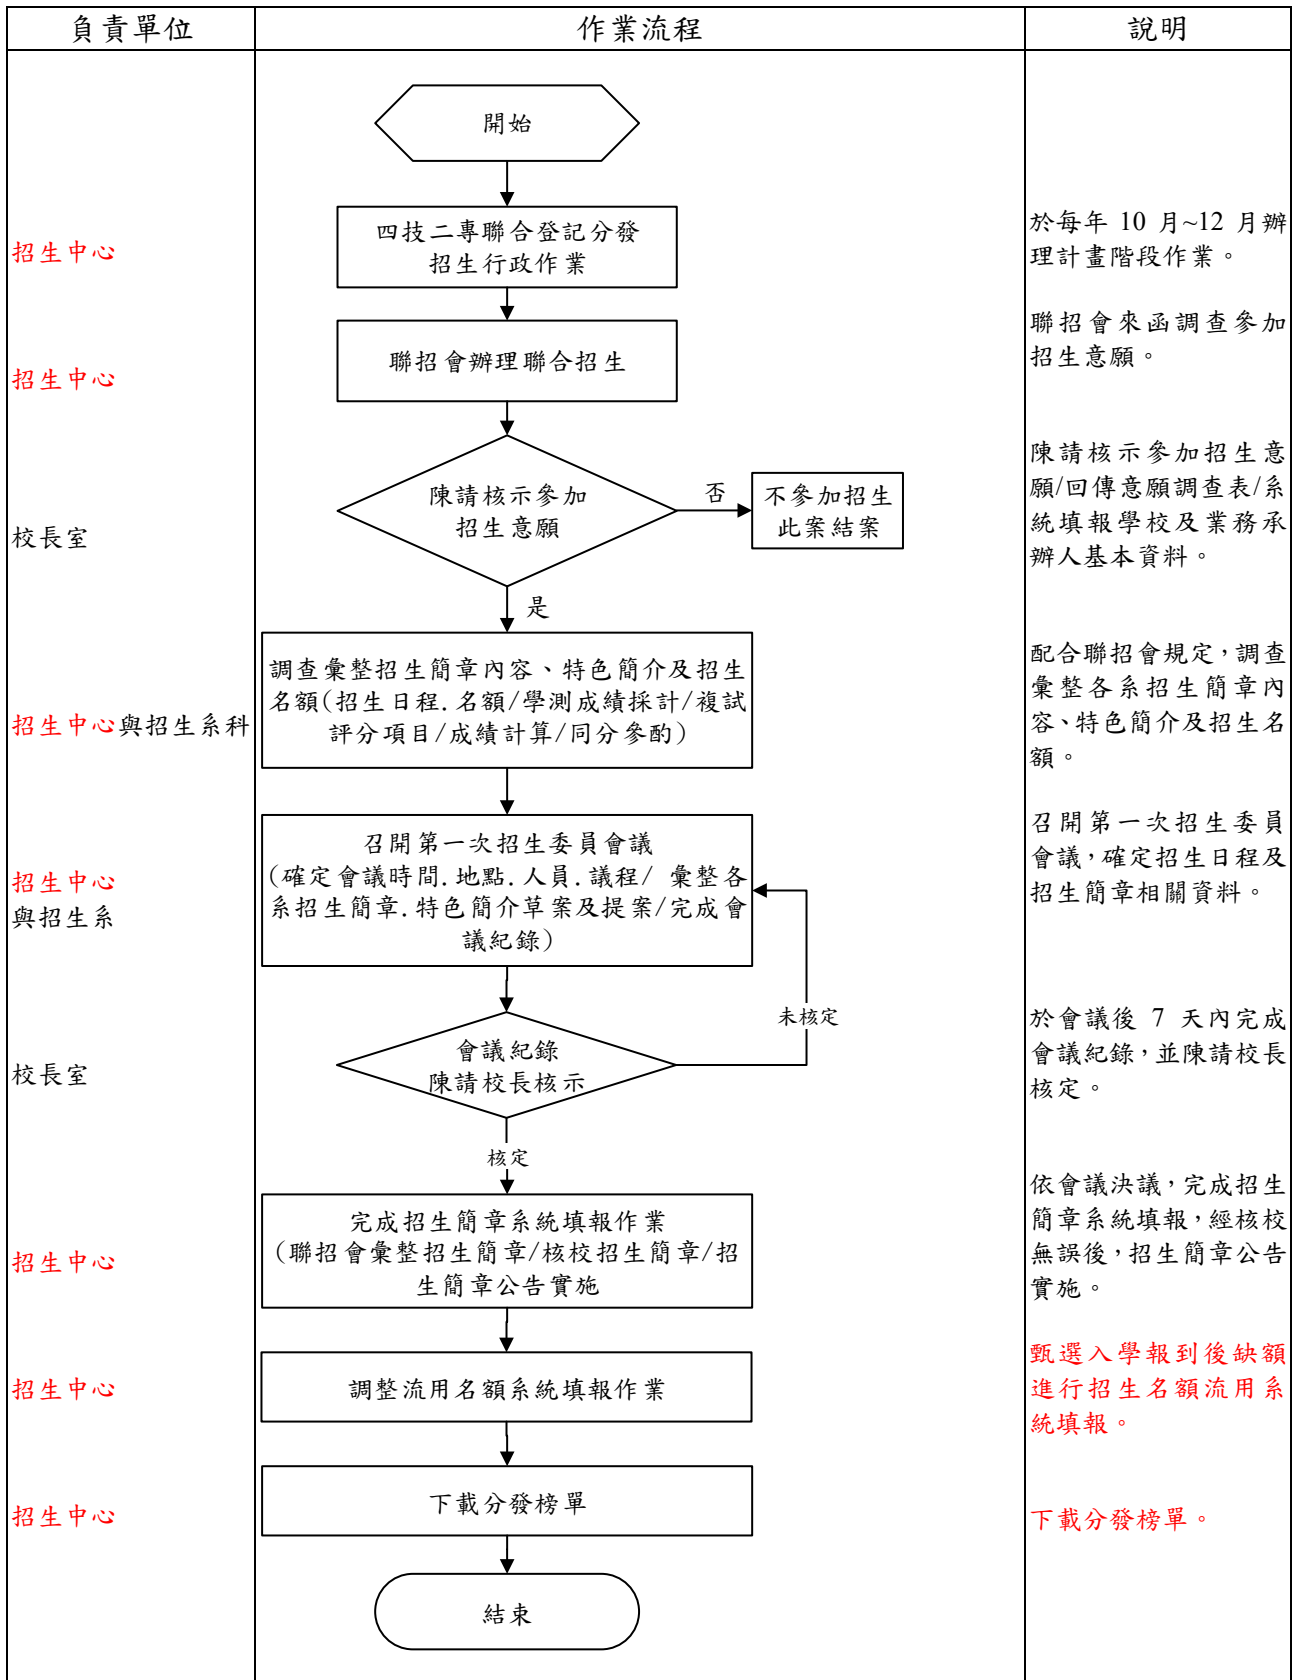 負責單位
作業流程
說明
開始
招生中心
四技二專聯合登記分發
招生行政作業
於每年 10 月~12 月辦
理計畫階段作業。
招生中心
聯招會辦理聯合招生
聯招會來函調查參加
招生意願。
校長室
陳請核示參加
招生意願
否
不參加招生
此案結案
陳請核示參加招生意
願/回傳意願調查表/系
統填報學校及業務承
辦人基本資料。
是
招生中心與招生系科
調查彙整招生簡章內容、特色簡介及招生
名額(招生日程.名額/學測成績採計/複試
評分項目/成績計算/同分參酌)
配合聯招會規定,調查
彙整各系招生簡章內
容、特色簡介及招生名
額。
招生中心
與招生系
召開第一次招生委員會議
(確定會議時間.地點.人員.議程/ 彙整各
系招生簡章.特色簡介草案及提案/完成會
議紀錄)
召開第一次招生委員
會議,確定招生日程及
招生簡章相關資料。
未核定
校長室
會議紀錄
陳請校長核示
於會議後 7 天內完成
會議紀錄,並陳請校長
核定。
核定
招生中心
完成招生簡章系統填報作業
(聯招會彙整招生簡章/核校招生簡章/招
生簡章公告實施
依會議決議,完成招生
簡章系統填報,經核校
無誤後,招生簡章公告
實施。
招生中心
調整流用名額系統填報作業
甄選入學報到後缺額
進行招生名額流用系
統填報。
招生中心
下載分發榜單
下載分發榜單。
結束